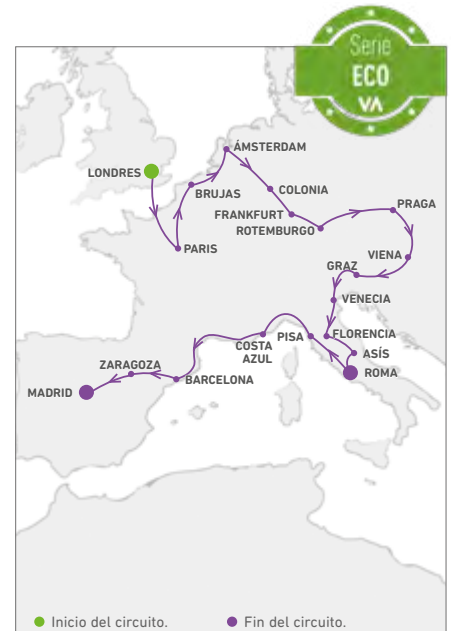 Serie
ECO
VA
LONDRES
ÁMSTERDAM
BRUJAS
COLONIA
FRANKFURT
ROTEMBURGO
PRAGA
PARIS
VIENA
GRAZ
VENECIA
FLORENCIA
PISA
COSTA
AZUL
ASÍS
ROMA
ZARAGOZA
BARCELONA
MADRID
Inicio del circuito.
Fin del circuito.